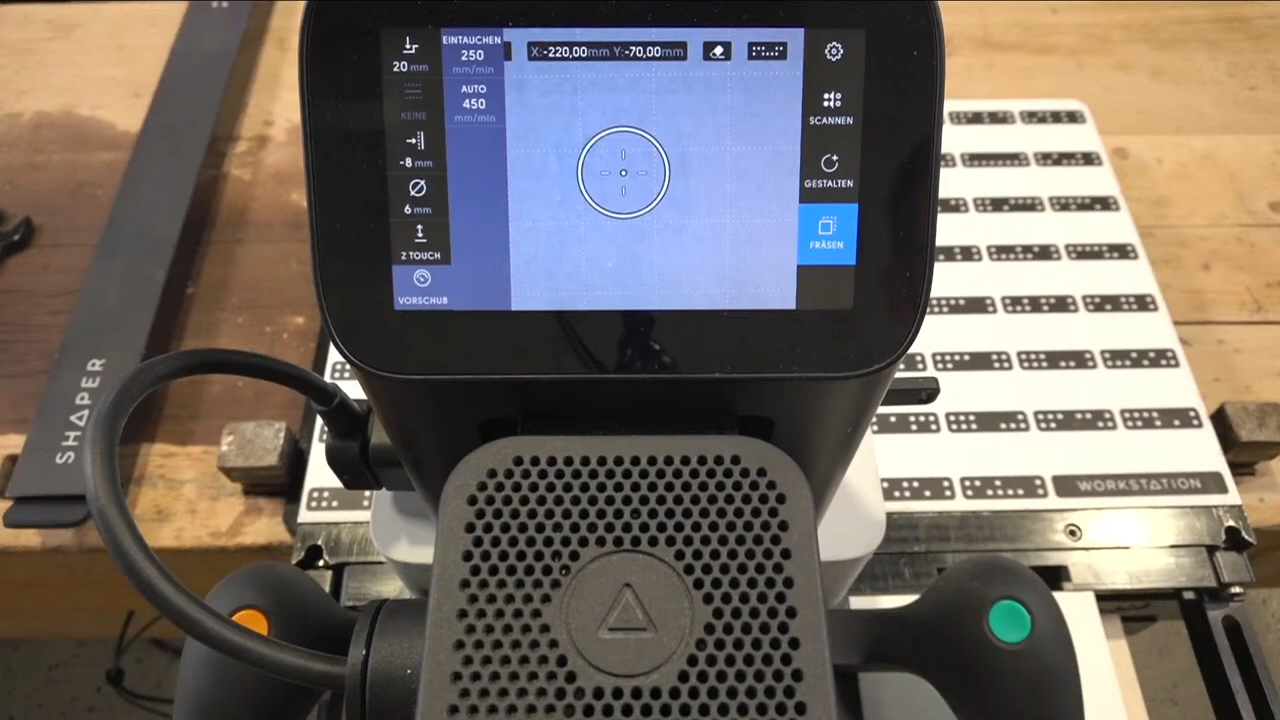 20 mm
KEINE
-8 mm
6 mm
Z TOUCH
VORSCHUB
EINTAUCHEN
250
mm/min
AUTO
450
mm/min
X:-220,00mm Y:-70,00mm
SCANNEN
GESTALTEN
FRÄSEN
SHAPER
WORKSTATION